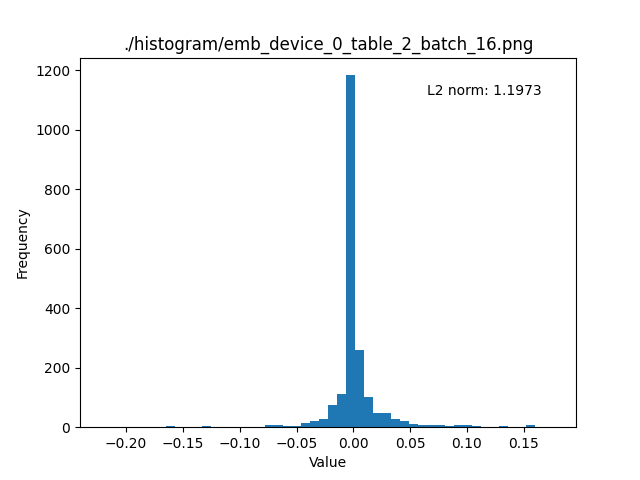 ./histogram/emb_device_0_table_2_batch_16.png
L2 norm: 1.1973
Frequency
1200
1000
800
600
400
200
0
−0.20 −0.15 −0.10 −0.05 0.00 0.05 0.10 0.15
Value